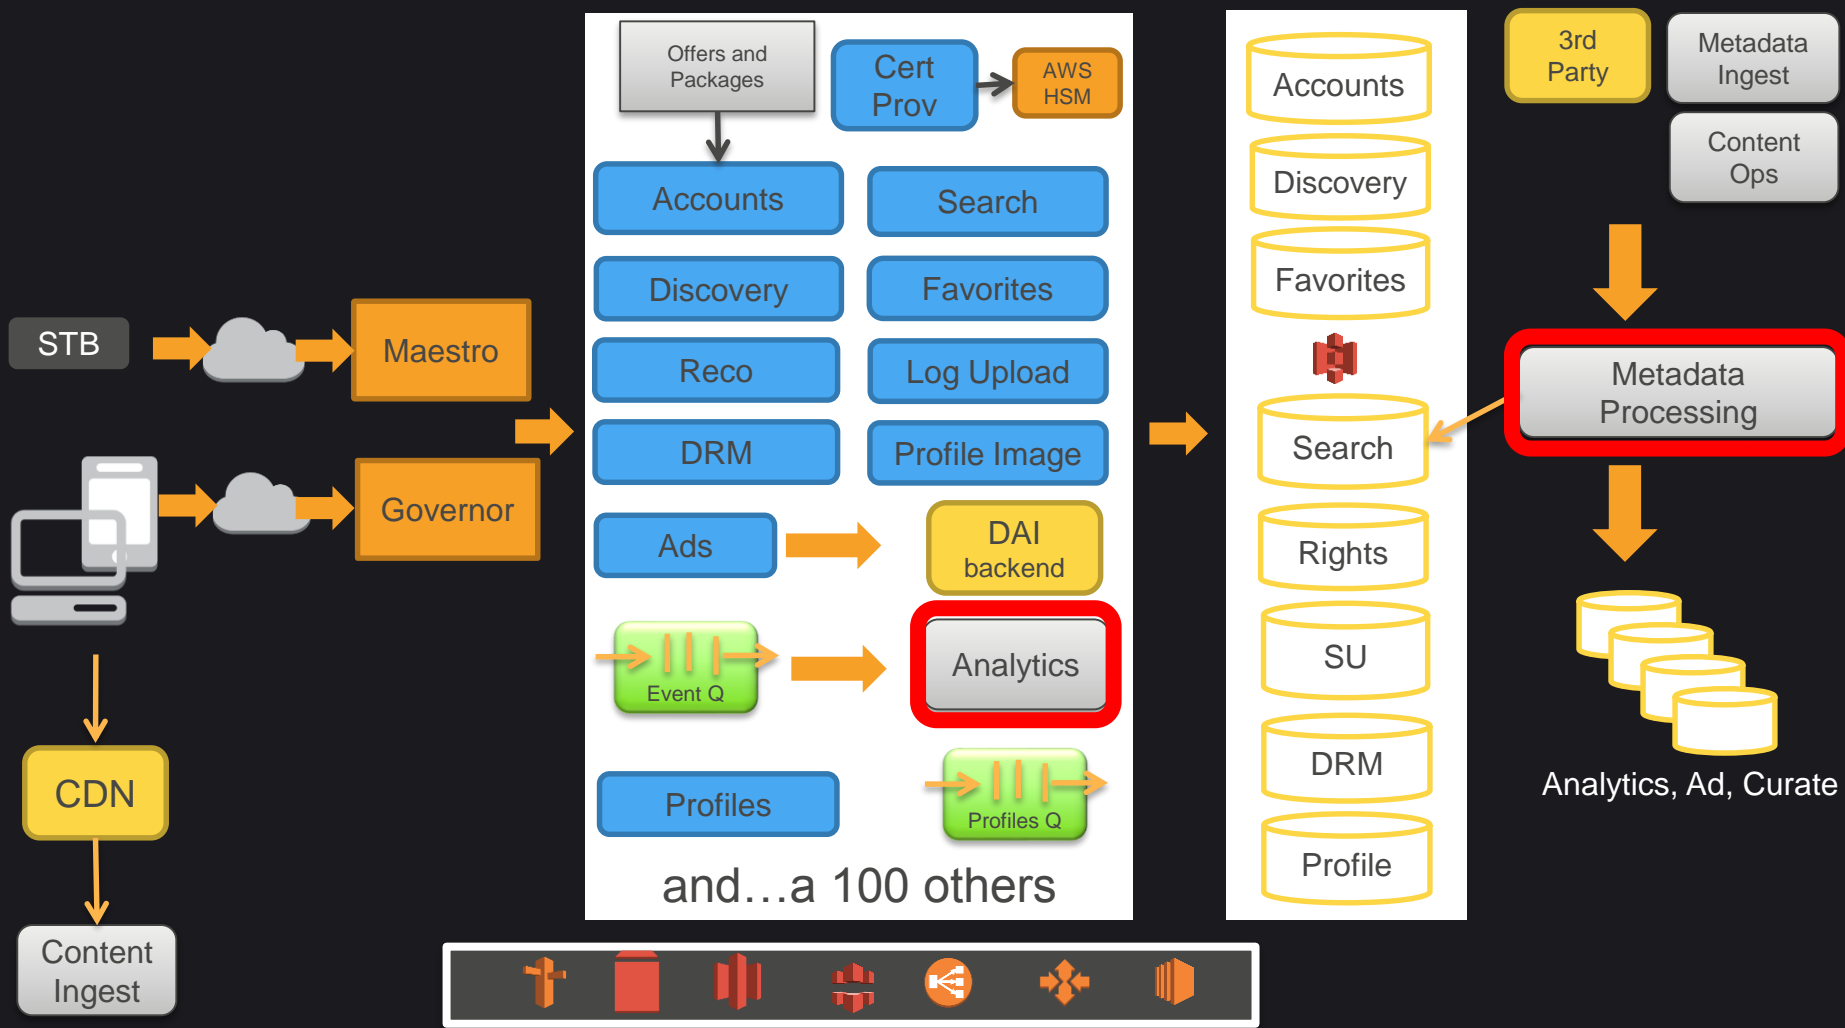 STB
Maestro
Governor
CDN
Content
Ingest
Offers and
Packages
Cert
Prov
AWS
HSM
Accounts
Search
Discovery
Favorites
Reco
Log Upload
DRM
Profile Image
Ads
DAI
backend
Event Q
Analytics
Profiles
Profiles Q
and…a 100 others
Accounts
Discovery
Favorites
Search
Rights
SU
DRM
Profile
3rd
Party
Metadata
Ingest
Content
Ops
Metadata
Processing
Analytics, Ad, Curate